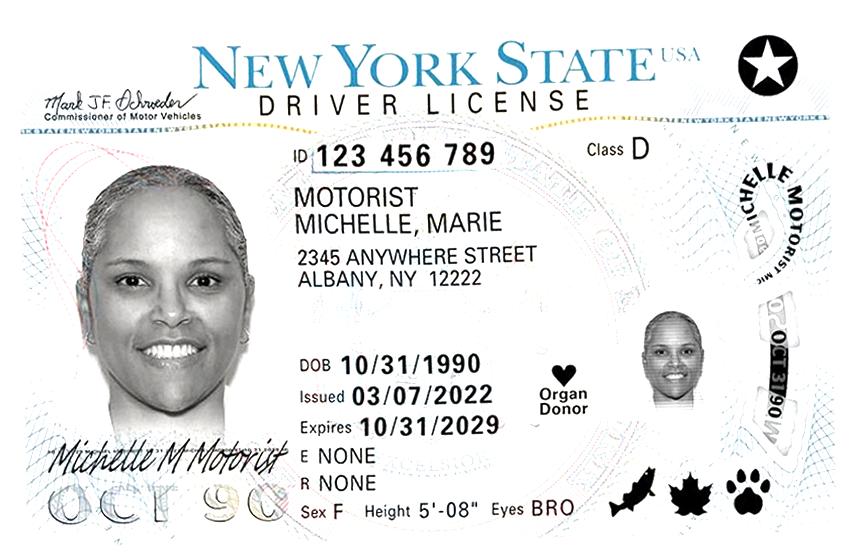 NEW YORK STATE USA
DRIVER LICENSE
Mark J.F. Schroeder
Commissioner of Motor Vehicles
ID 123 456 789
Class D
MOTORIST
MICHELLE, MARIE
2345 ANYWHERE STREET
ALBANY, NY 12222
DOB 10/31/1990
Issued 03/07/2022
Expires 10/31/2029
E NONE
R NONE
Sex F Height 5'-08" Eyes BRO
Organ
Donor
Michelle M Motorist
OCT 90
MICHELLE MOTORIST MIC
OCT 31 90
EXCELSIOR